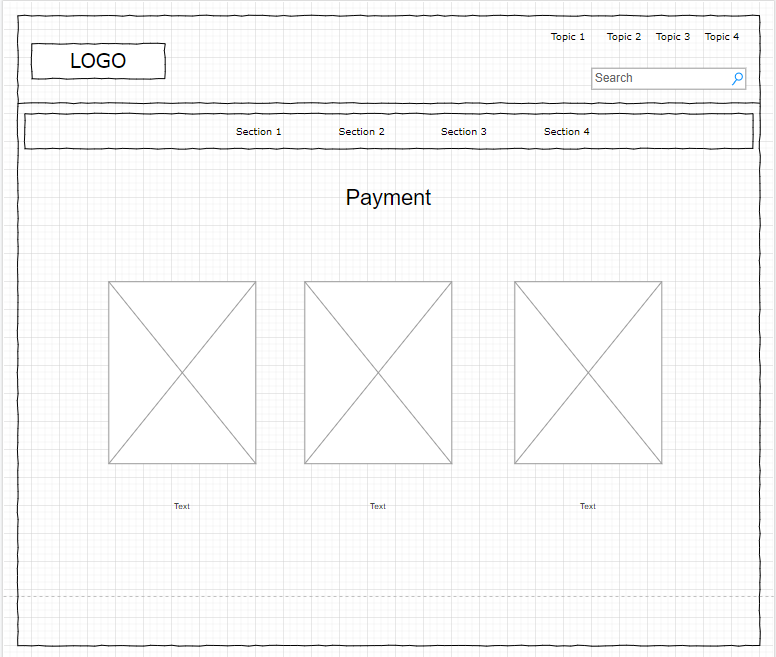 Topic 1 Topic 2 Topic 3 Topic 4
LOGO
Search
Section 1 Section 2 Section 3 Section 4
Payment
Text Text Text